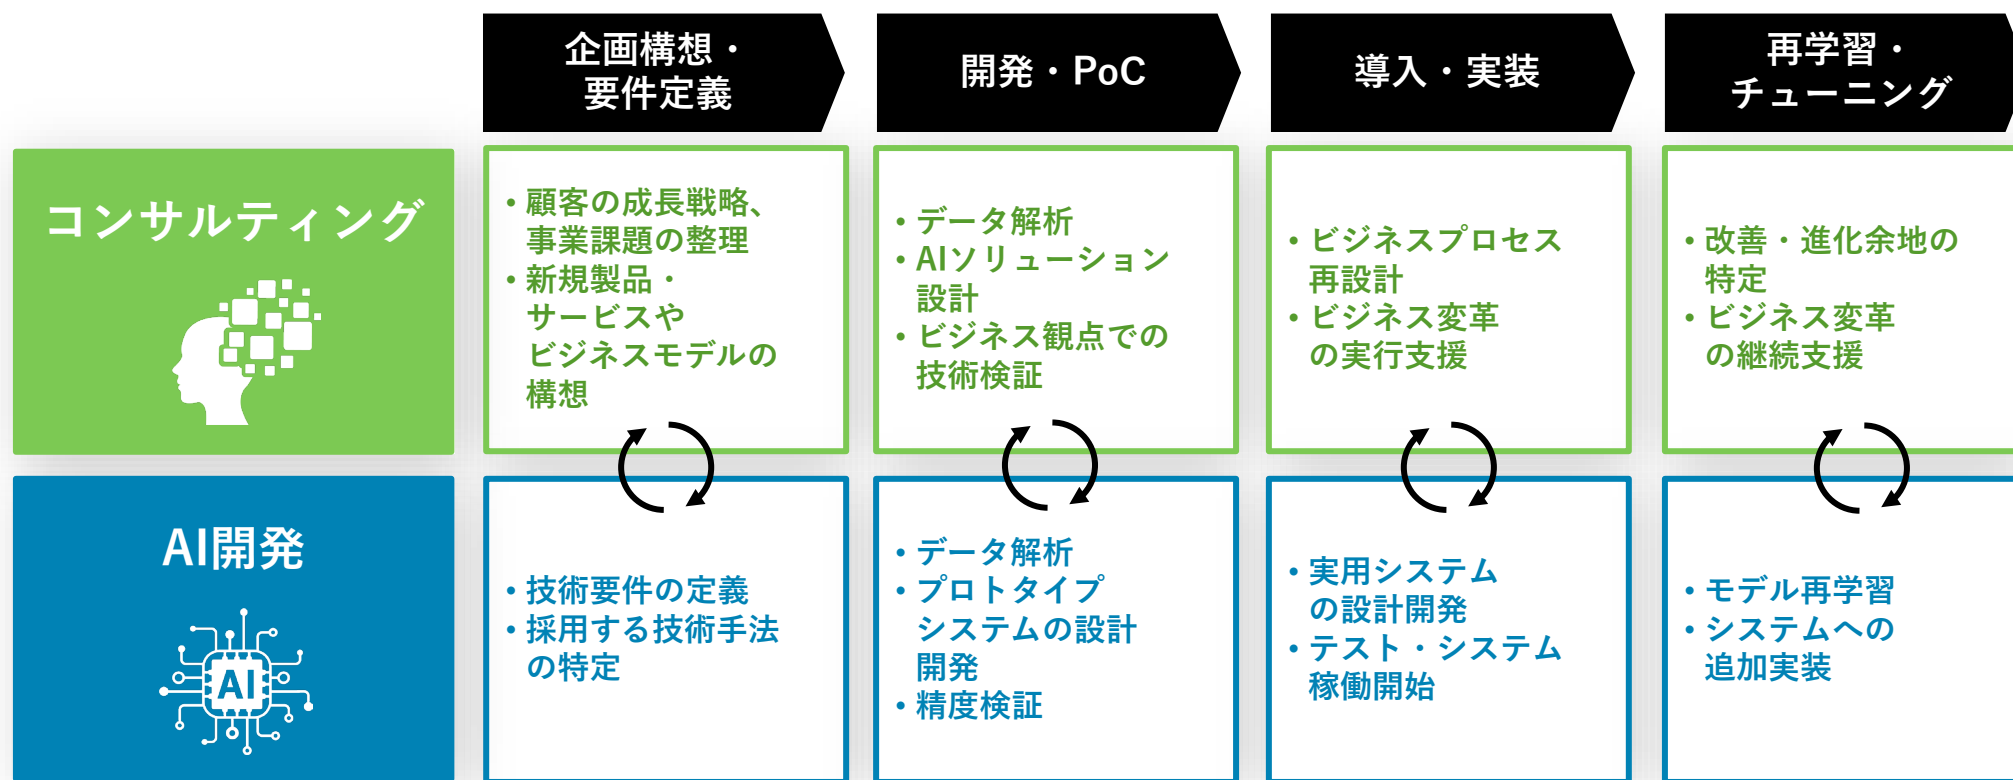 企画構想・
要件定義
開発・PoC
導入・実装
再学習・
チューニング
コンサルティング
・顧客の成長戦略、
事業課題の整理
・新規製品・
サービスや
ビジネスモデルの
構想
・データ解析
・AIソリューション
設計
・ビジネス観点での
技術検証
・ビジネスプロセス
再設計
・ビジネス変革
の実行支援
・改善・進化余地の
特定
・ビジネス変革
の継続支援
AI開発
AI
・技術要件の定義
・採用する技術手法
の特定
・データ解析
・プロトタイプ
システムの設計
開発
・精度検証
・実用システム
の設計開発
・テスト・システム
稼働開始
・モデル再学習
・システムへの
追加実装